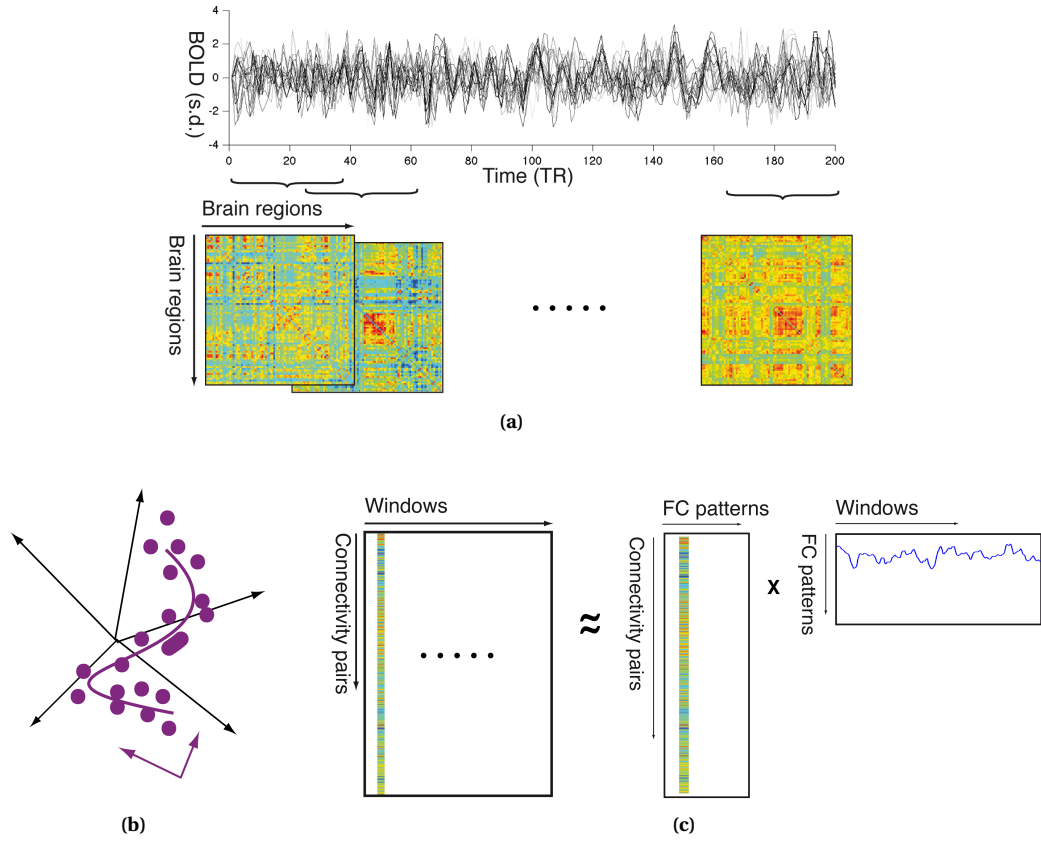 4
2
0
-2
-4
BOLD (s.d.)
0 20 40 60 80 100 120 140 160 180 200
Time (TR)
Brain regions
Brain regions
(a)
Windows
Connectivity pairs
≈
FC patterns
Connectivity pairs
x
Windows
FC patterns
(b)
(c)